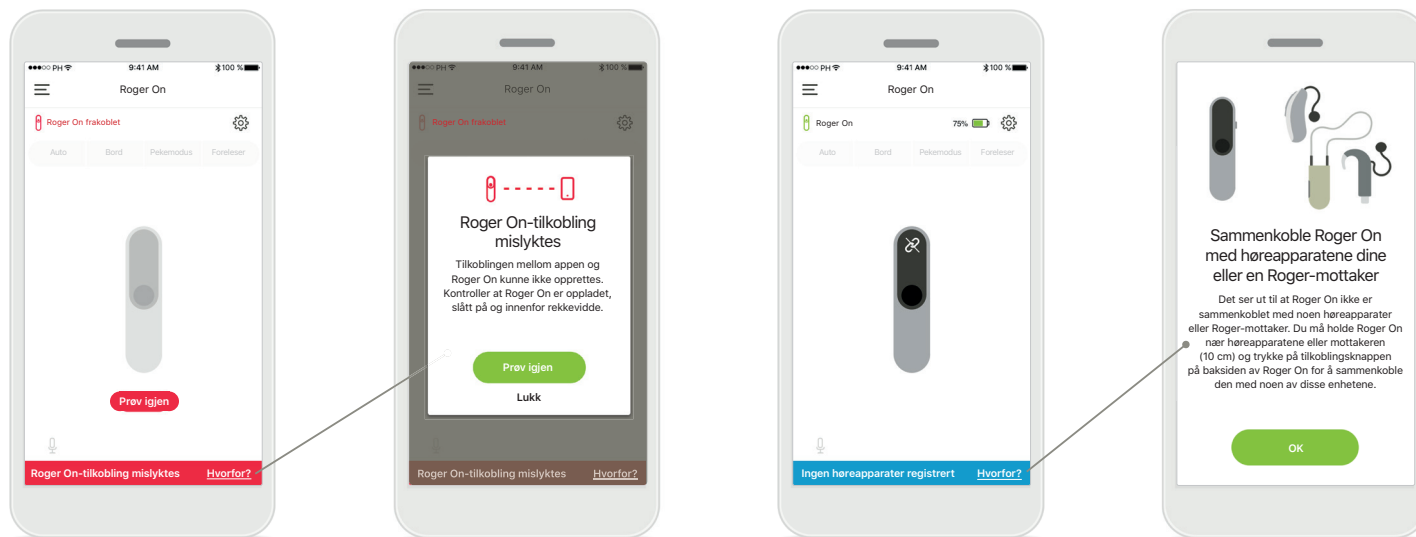 ●●●○○ PH 9:41 AM 100 %
Roger On
Roger On frakoblet
Auto Bord Pekemodus Foreleser
Prøv igjen
Roger On-tilkobling mislyktes Hvorfor?
●●●○○ PH 9:41 AM 100 %
Roger On
Roger On frakoblet
Roger On-tilkobling
mislyktes
Tilkoblingen mellom appen og
Roger On kunne ikke opprettes.
Kontroller at Roger On er oppladet,
slått på og innenfor rekkevidde.
Prøv igjen
Lukk
Roger On-tilkobling mislyktes Hvorfor?
●●●○○ PH 9:41 AM 100 %
Roger On
Roger On 75%
Auto Bord Pekemodus Foreleser
Ingen høreapparater registrert Hvorfor?
Sammenkoble Roger On
med høreapparatene dine
eller en Roger-mottaker
Det ser ut til at Roger On ikke er
sammenkoblet med noen høreapparater
eller Roger-mottaker. Du må holde Roger On
nær høreapparatene eller mottakeren
(10 cm) og trykke på tilkoblingsknappen
på baksiden av Roger On for å sammenkoble
den med noen av disse enhetene.
OK